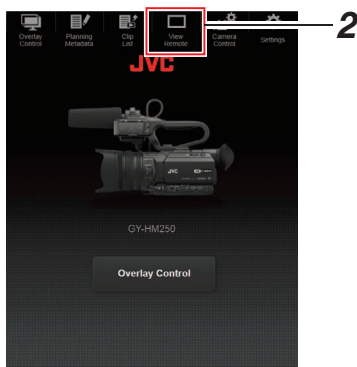 Overlay Control
Planning Metadata
Clip List
View Remote
Camera Control
Settings
2
JVC
JVC
GY-HM250
Overlay Control